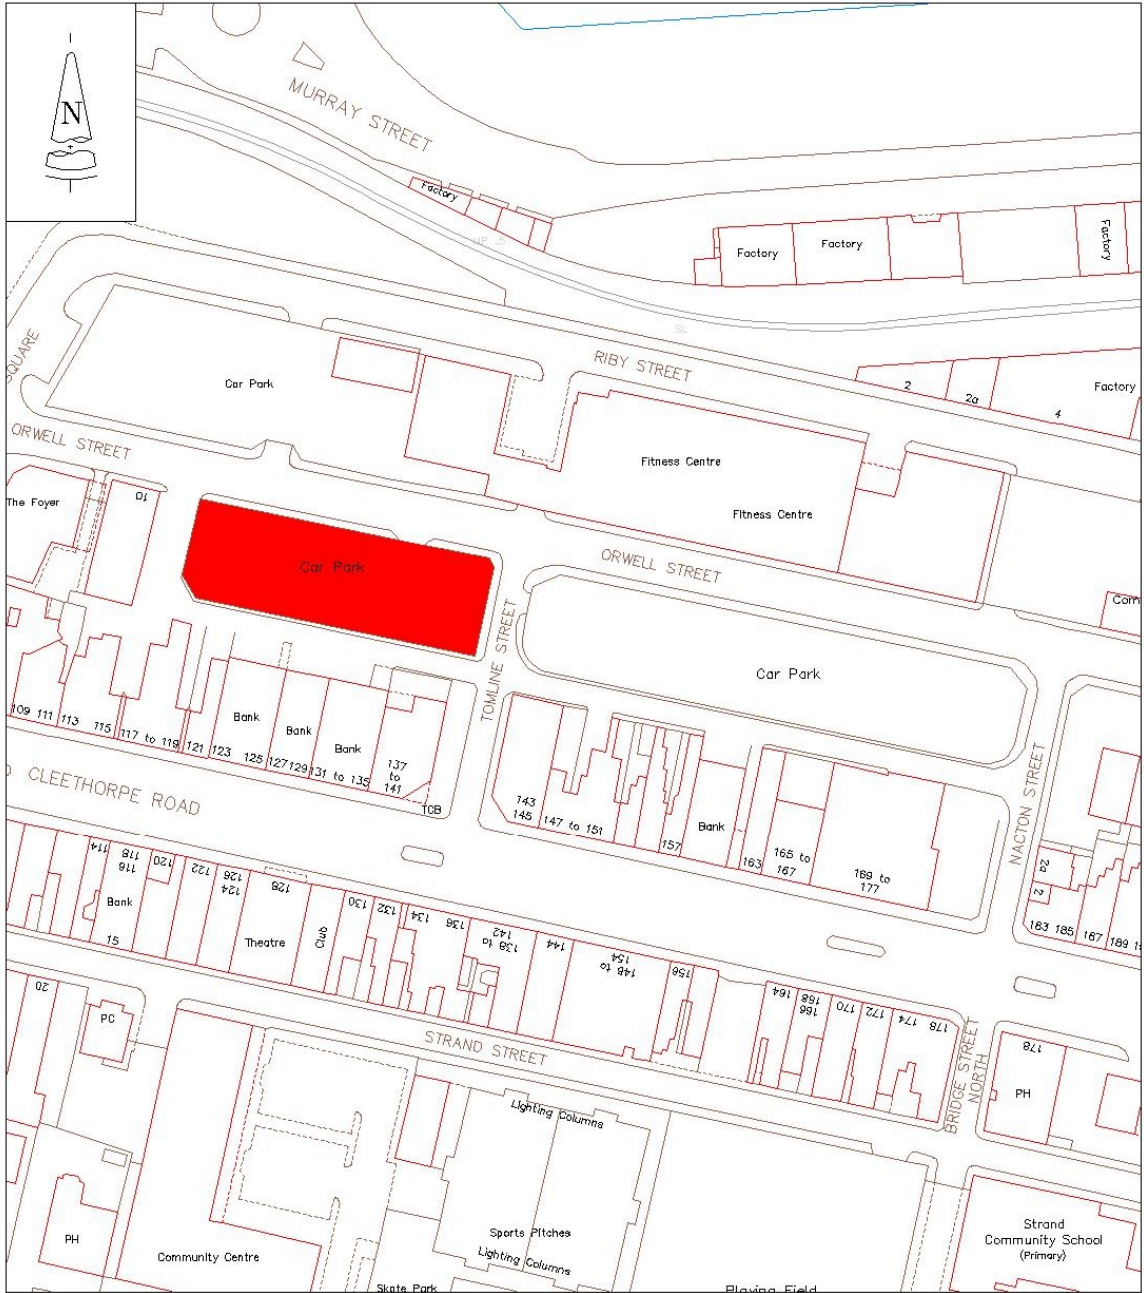 N
MURRAY STREET
Factory
Factory
Factory
Factory
SL
RIBY STREET
2
2a
4
Factory
SQUARE
Car Park
ORWELL STREET
Fitness Centre
Fitness Centre
The Foyer
10
Car Park
ORWELL STREET
TOMLINE STREET
Car Park
Com
Bank
Bank
Bank
109 111
113
115
117 to 119
121
123
125
127
129
131 to 135
137
to
141
TCB
143
145
147 to 151
157
Bank
163
165 to
167
169 to
177
NACTON STREET
2a
2
183 185
187
189
CLEETHORPE ROAD
114
118
116
Bank
15
120
122
126
124
128
Theatre
Club
130
132
134
136
142
138 to
144
154
148 to
156
164
168
166
170
172
174
178
STRAND STREET
BRIDGE STREET
NORTH
178
PH
20
PC
Lighting Columns
Sports Pitches
Lighting Columns
PH
Community Centre
Skate Park
Playing Field
Strand
Community School
(Primary)